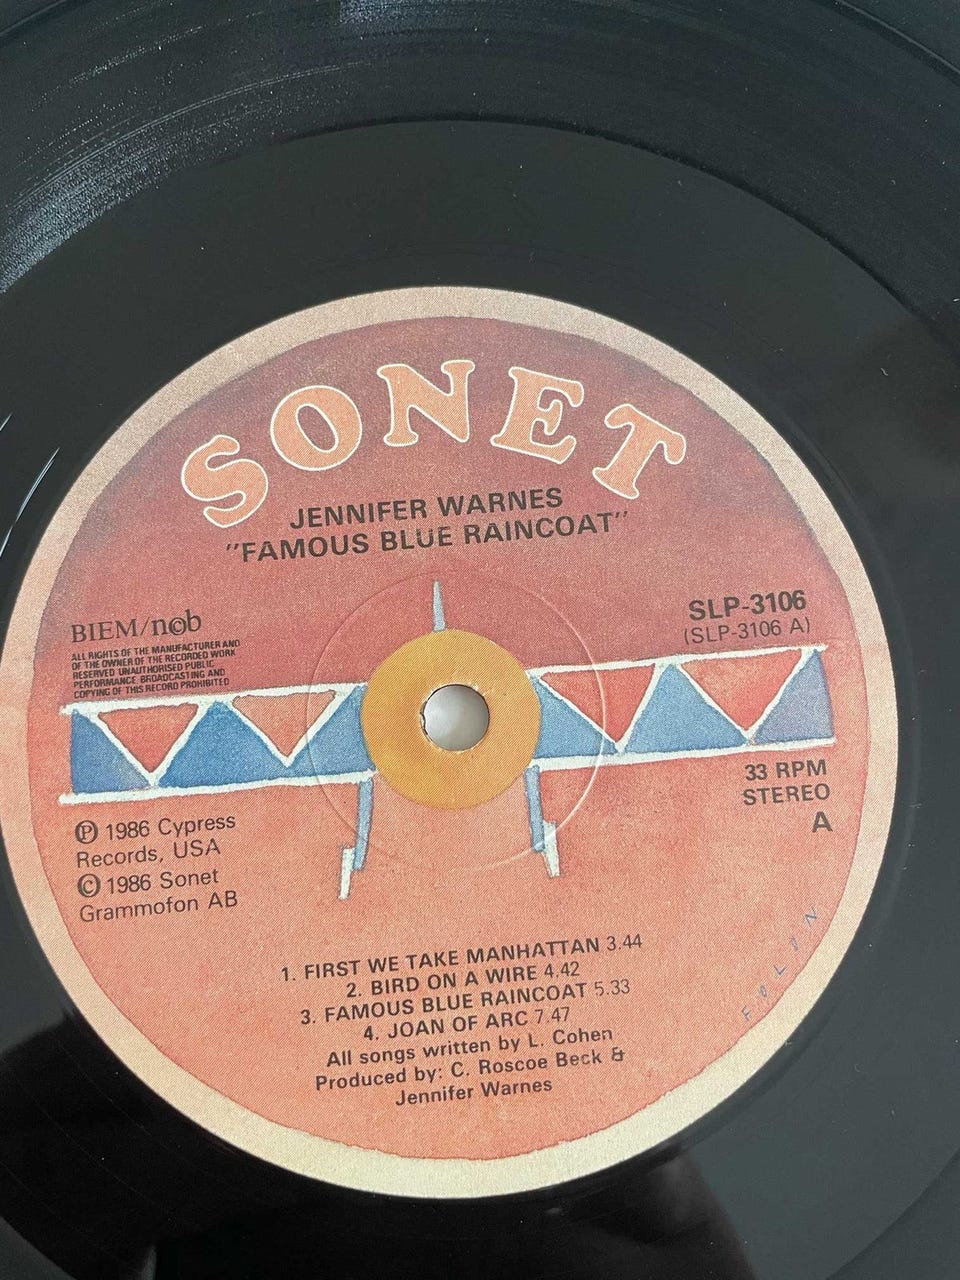 SONET
JENNIFER WARNES
"FAMOUS BLUE RAINCOAT"
BIEM/n©b
ALL RIGHTS OF THE MANUFACTURER AND
OF THE OWNER OF THE RECORDED WORK
RESERVED UNAUTHORISED PUBLIC
PERFORMANCE BROADCASTING AND
COPYING OF THIS RECORD PROHIBITED
SLP-3106
(SLP-3106 A)
33 RPM
STEREO
A
℗ 1986 Cypress
Records, USA
© 1986 Sonet
Grammofon AB
1. FIRST WE TAKE MANHATTAN 3.44
2. BIRD ON A WIRE 4.42
3. FAMOUS BLUE RAINCOAT 5.33
4. JOAN OF ARC 7.47
All songs written by L. Cohen
Produced by: C. Roscoe Beck &
Jennifer Warnes
FOLON